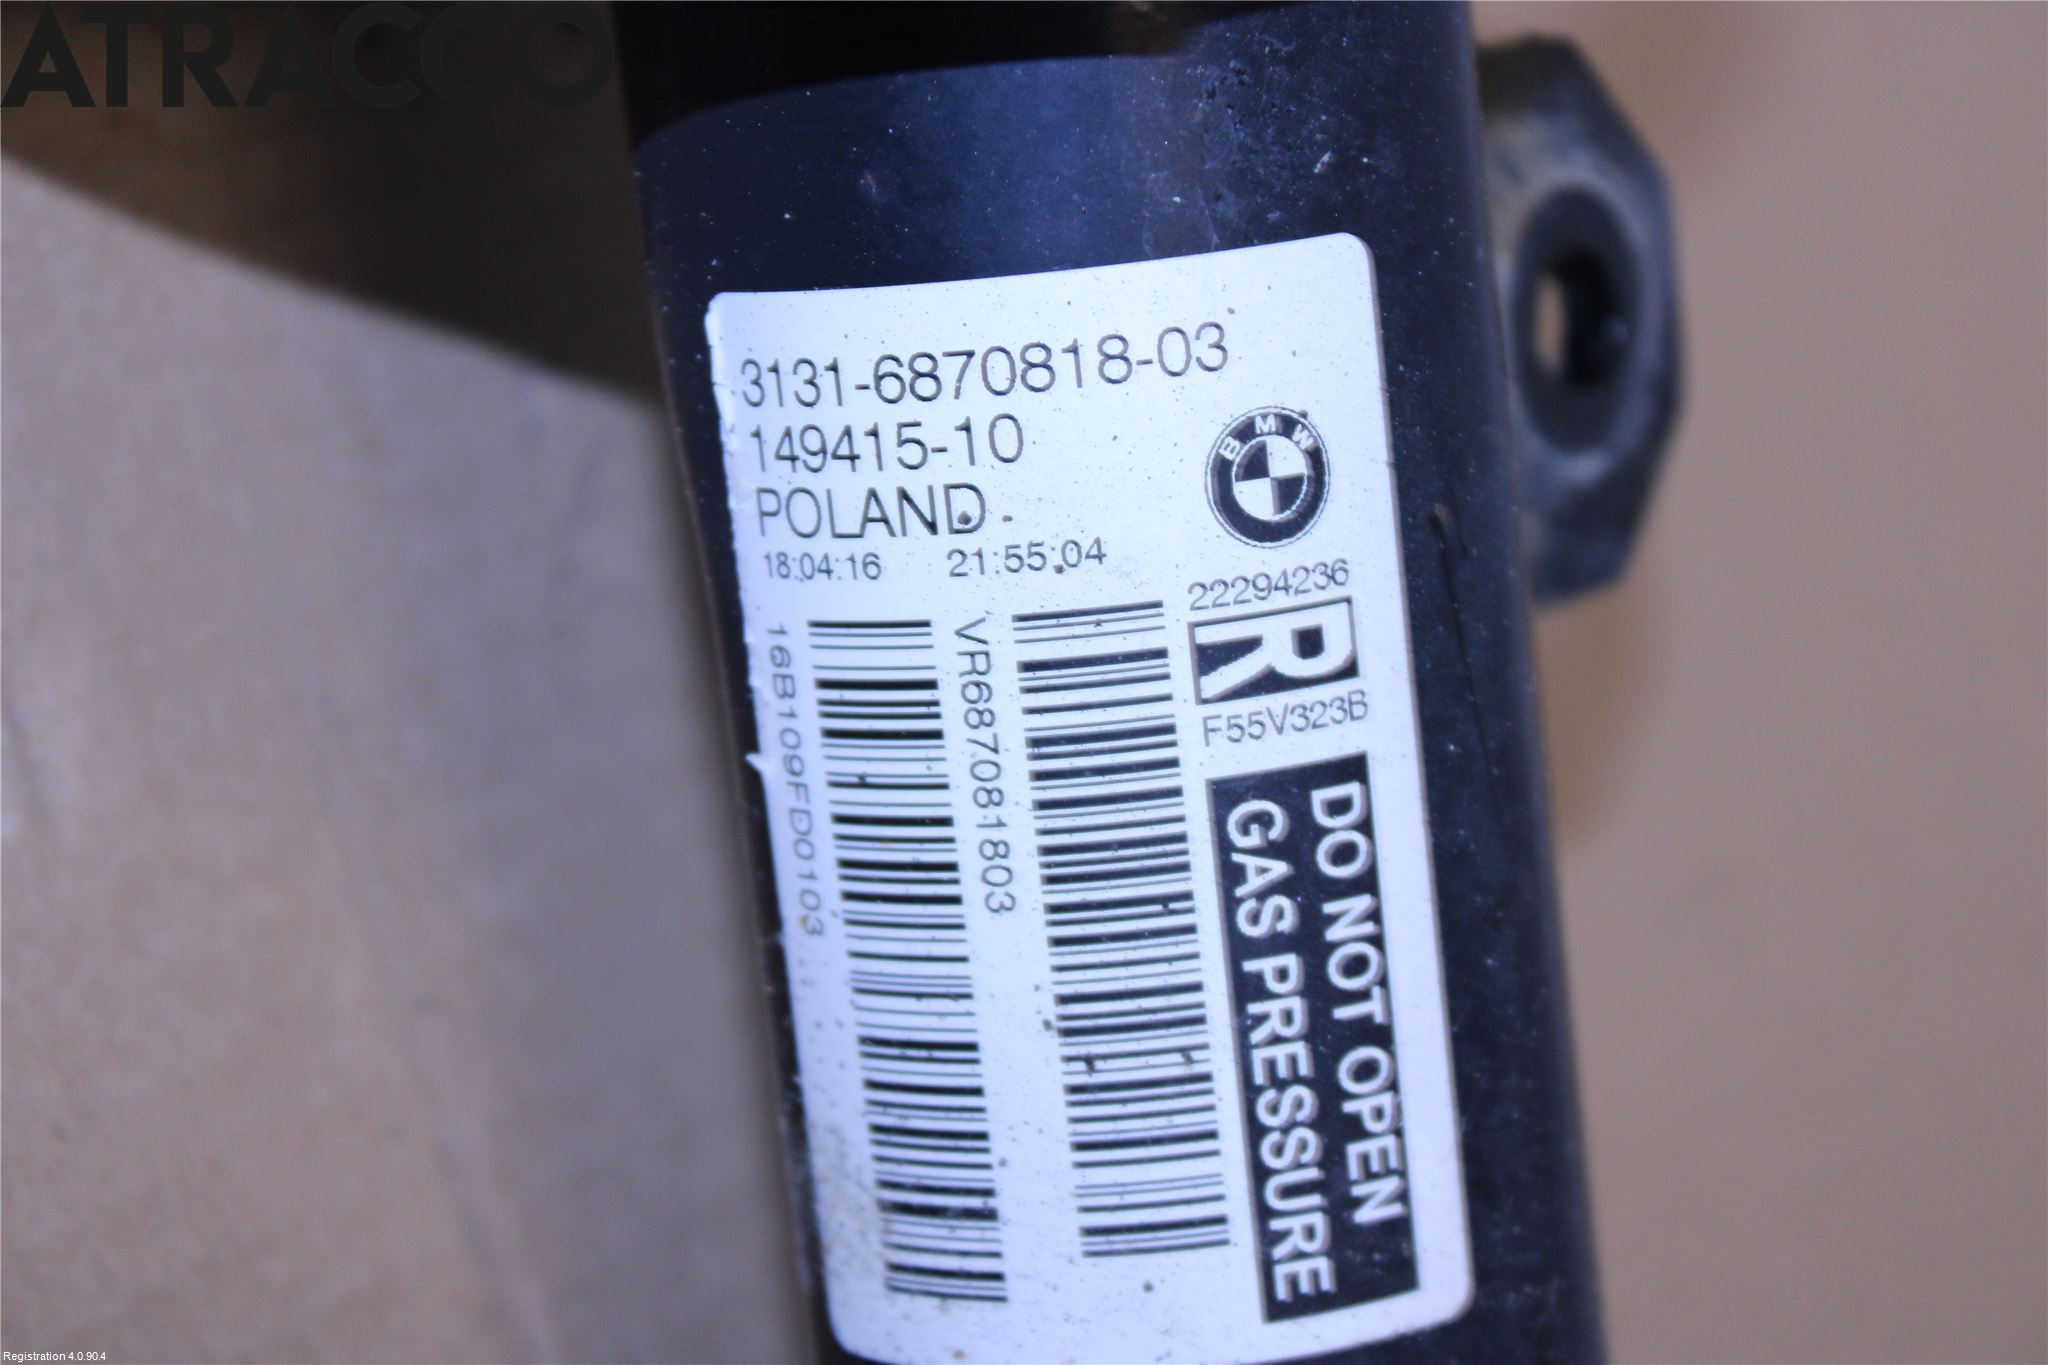 ATRACCO
3131-6870818-03
149415-10
POLAND
18:04:16 21:55:04
BMW
22294236
R
F55V323B
16B109FD0103
VR687081803
DO NOT OPEN
GAS PRESSURE
Registration 4.0.90.4